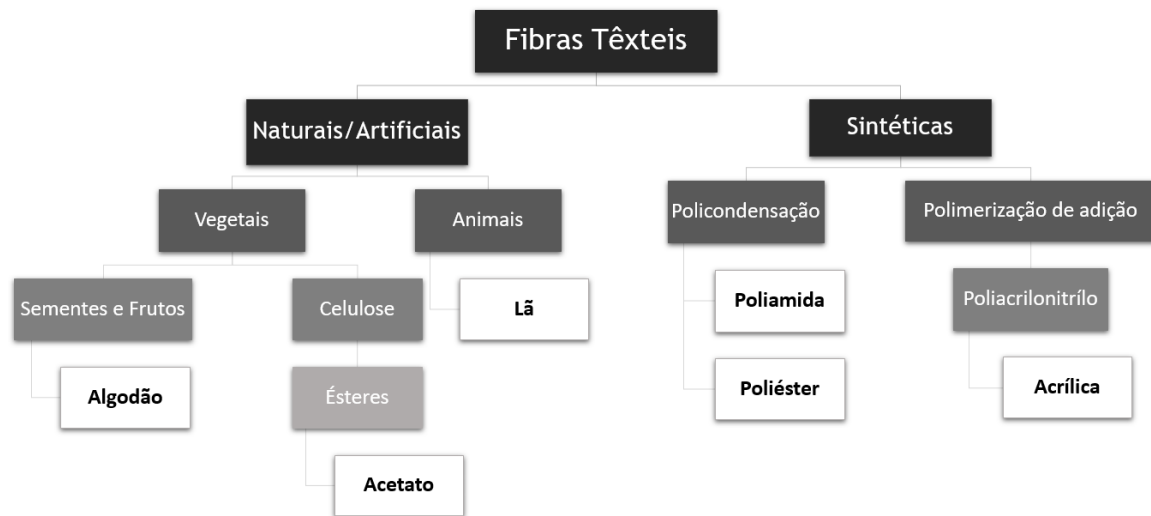 Fibras Têxteis
Naturais/Artificiais
Sintéticas
Vegetais
Animais
Policondensação
Polimerização de adição
Sementes e Frutos
Celulose
Lã
Poliamida
Poliacrilonitrílo
Algodão
Ésteres
Poliéster
Acrílica
Acetato